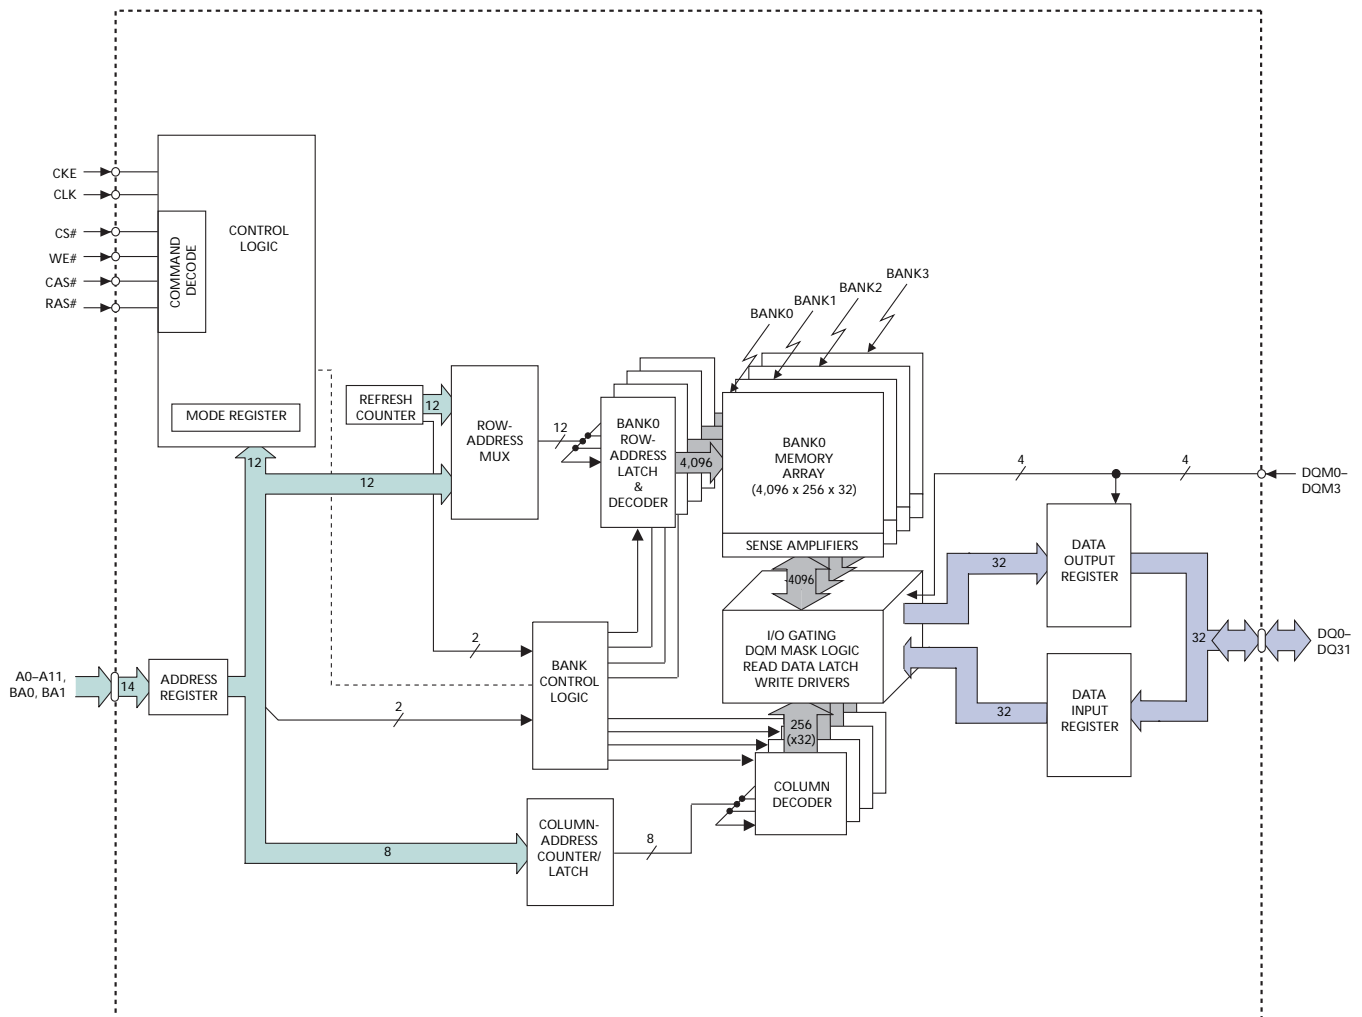 CKE
CLK
CS#
WE#
CAS#
RAS#
COMMAND
DECODE
CONTROL
LOGIC
MODE REGISTER
12
12
REFRESH
COUNTER
12
ROW-
ADDRESS
MUX
12
BANK0
ROW-
ADDRESS
LATCH
&
DECODER
4,096
BANK0
BANK1
BANK2
BANK3
BANK0
MEMORY
ARRAY
(4,096 x 256 x 32)
SENSE AMPLIFIERS
4096
I/O GATING
DQM MASK LOGIC
READ DATA LATCH
WRITE DRIVERS
256
(x32)
COLUMN
DECODER
A0–A11,
BA0, BA1
14
ADDRESS
REGISTER
2
2
BANK
CONTROL
LOGIC
8
COLUMN-
ADDRESS
COUNTER/
LATCH
8
4
4
DQM0–
DQM3
32
DATA
OUTPUT
REGISTER
32
DQ0–
DQ31
32
DATA
INPUT
REGISTER